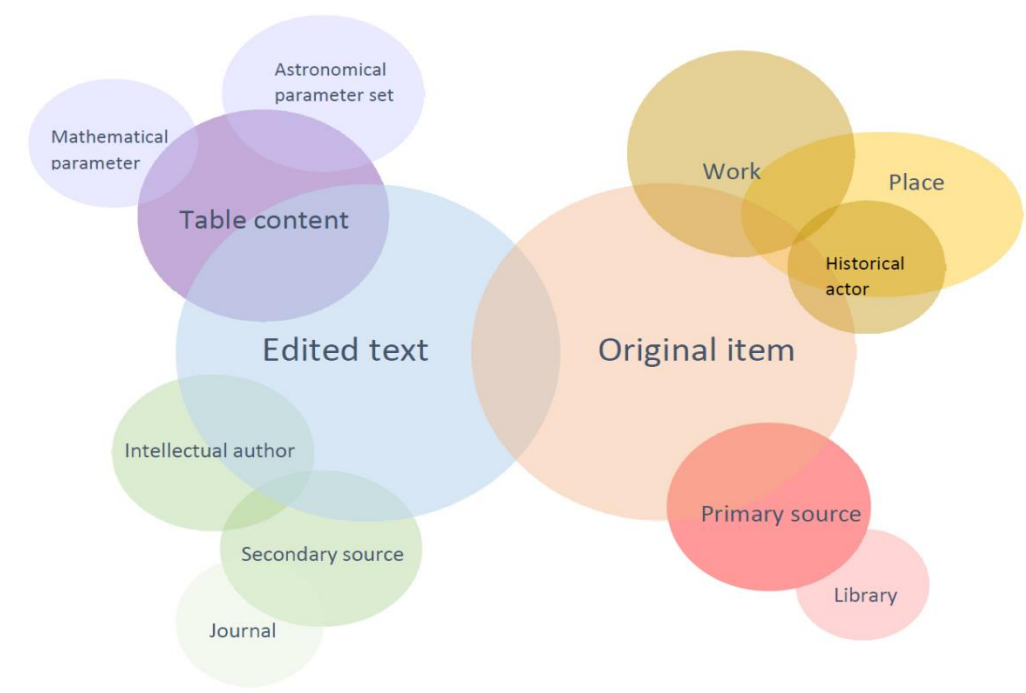 Astronomical
parameter set
Mathematical
parameter
Table content
Work
Place
Historical
actor
Edited text
Original item
Intellectual author
Secondary source
Journal
Primary source
Library